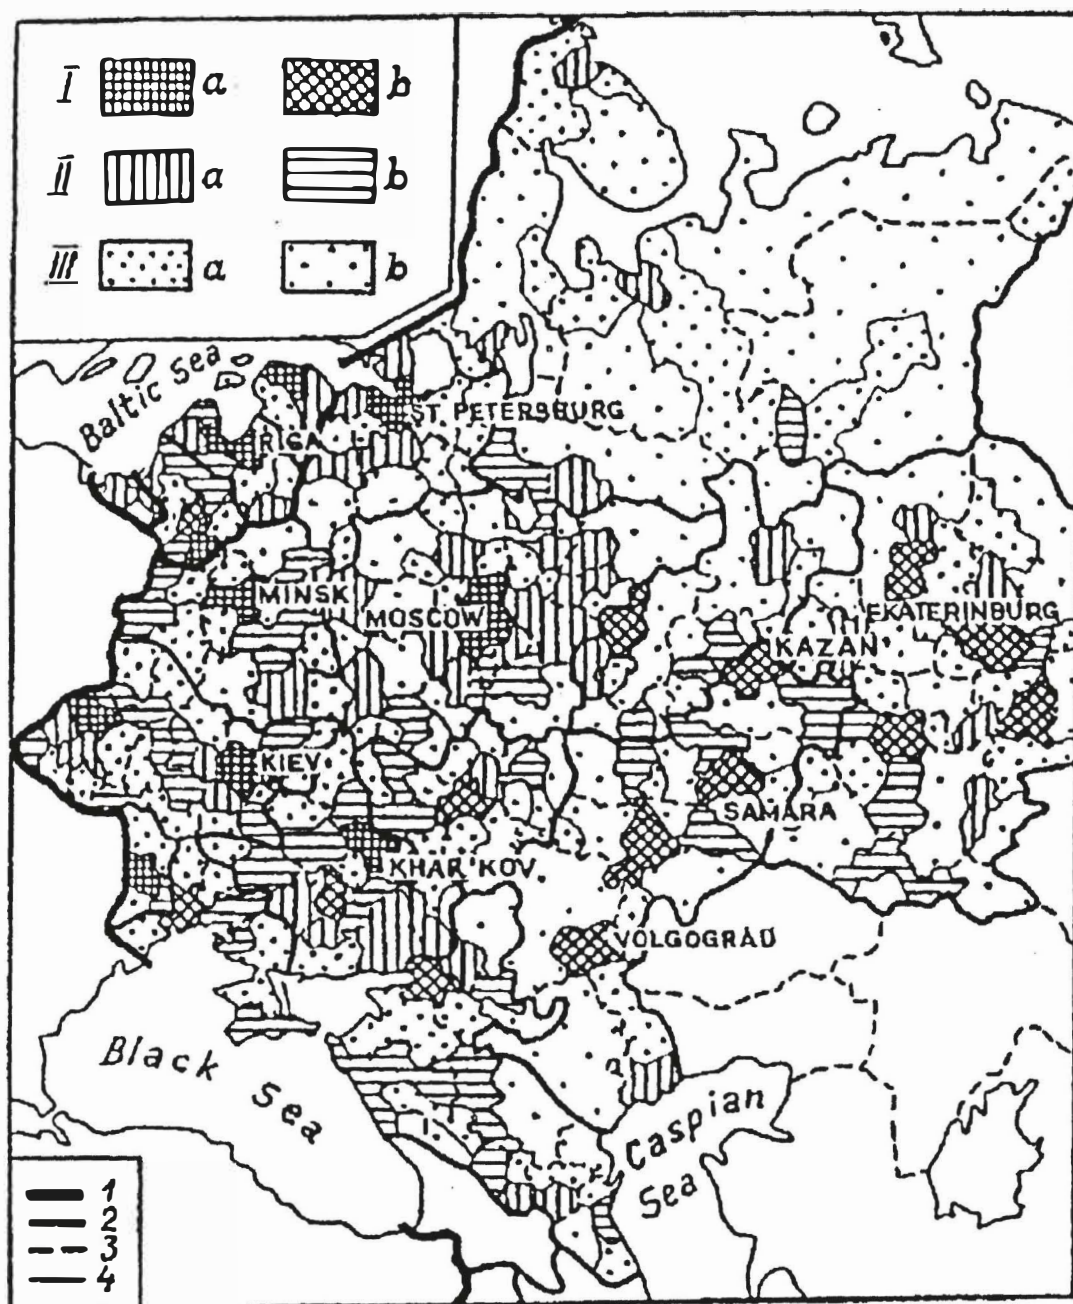 I a b
II a b
III a b
Baltic Sea
ST PETERSBURG
RIGA
MINSK
MOSCOW
EKATERINBURG
KAZAN
KIEV
SAMARA
KHAR KOV
VOLGOGRAD
Black Sea
Caspian Sea
1
2
3
4